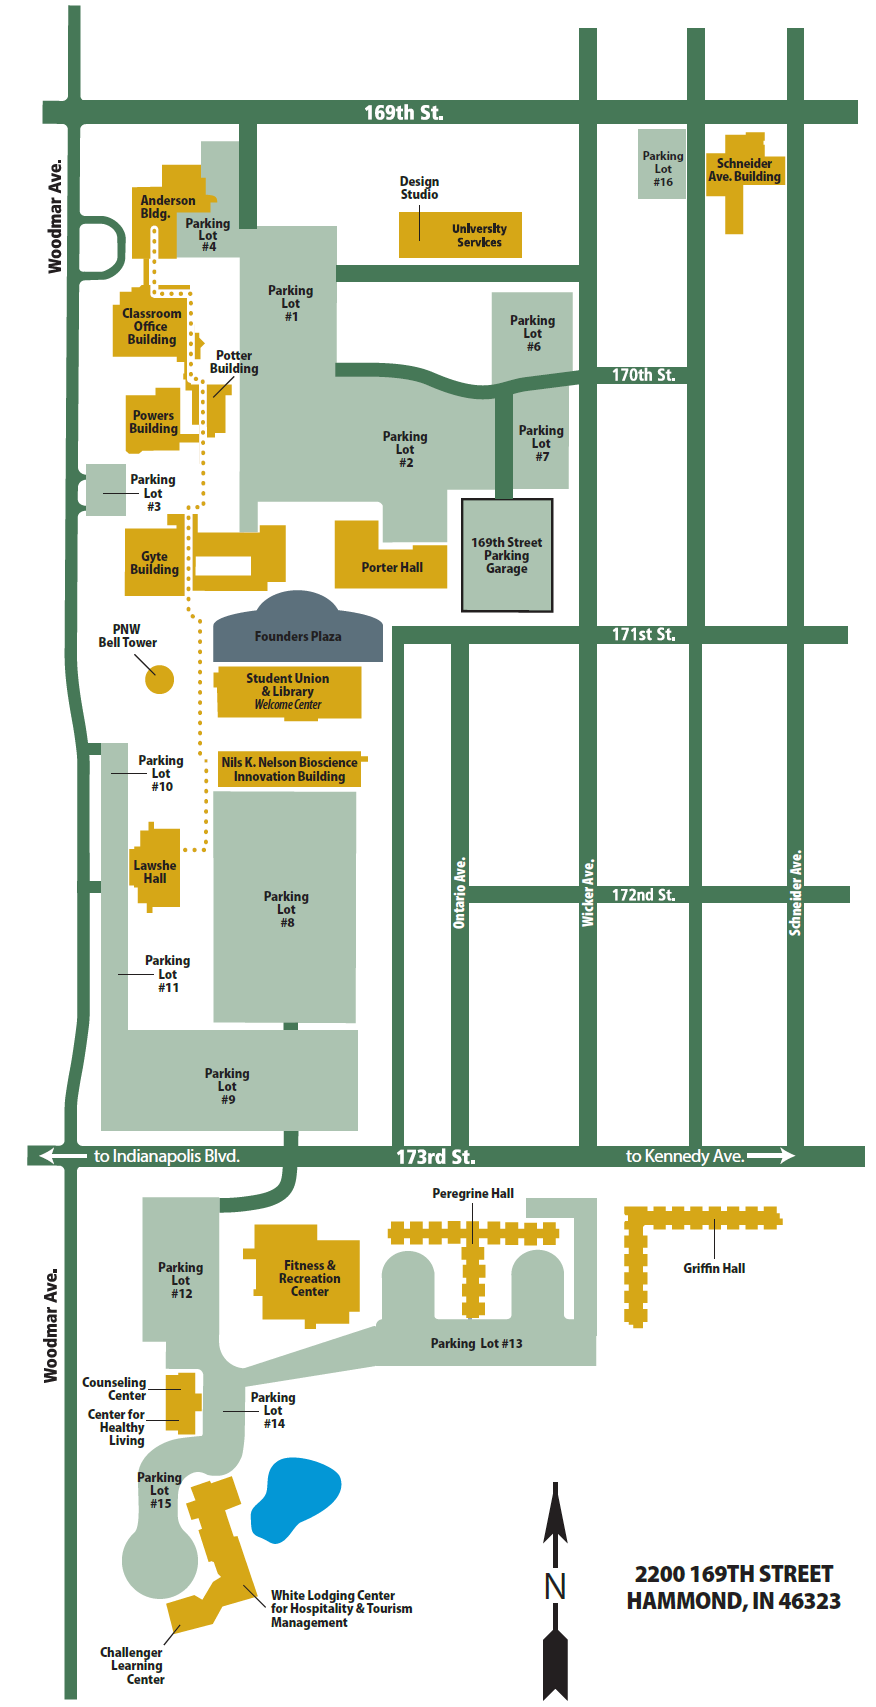 169th St.
Woodmar Ave.
Parking
Lot
#16
Schneider
Ave. Building
Design
Studio
University
Services
Anderson
Bldg.
Parking
Lot
#4
Parking
Lot
#1
Classroom
Office
Building
Parking
Lot
#6
Potter
Building
170th St.
Powers
Building
Parking
Lot
#2
Parking
Lot
#7
Parking
Lot
#3
Gyte
Building
Porter Hall
169th Street
Parking
Garage
PNW
Bell Tower
Founders Plaza
171st St.
Student Union
& Library
Welcome Center
Parking
Lot
#10
Nils K. Nelson Bioscience
Innovation Building
Lawshe
Hall
Parking
Lot
#8
Ontario Ave.
Wicker Ave.
172nd St.
Schneider Ave.
Parking
Lot
#11
Parking
Lot
#9
to Indianapolis Blvd.
173rd St.
to Kennedy Ave.
Peregrine Hall
Woodmar Ave.
Parking
Lot
#12
Fitness &
Recreation
Center
Griffin Hall
Parking Lot #13
Counseling
Center
Center for
Healthy
Living
Parking
Lot
#14
Parking
Lot
#15
White Lodging Center
for Hospitality & Tourism
Management
Challenger
Learning
Center
N
2200 169TH STREET
HAMMOND, IN 46323